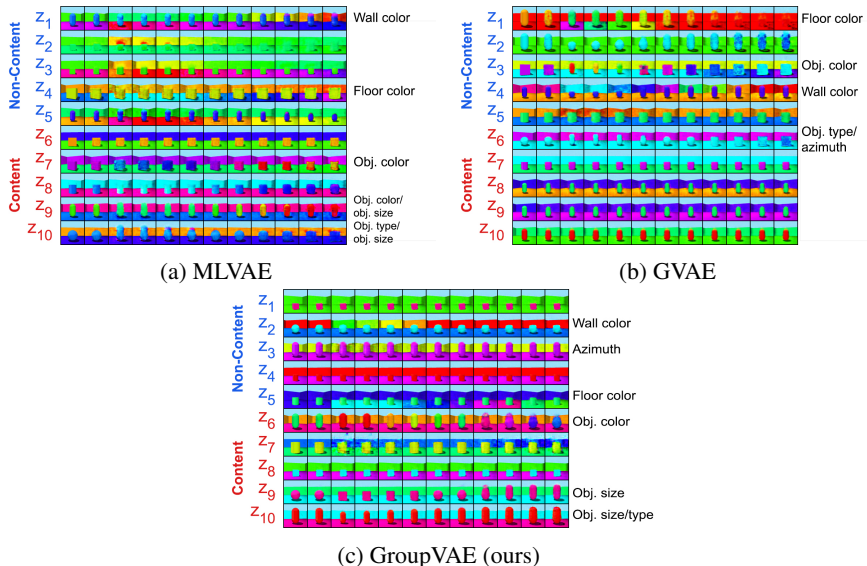 Non-Content
Content
Z1
Z2
Z3
Z4
Z5
Z6
Z7
Z8
Z9
Z10
Wall color
Floor color
Obj. color
Obj. color/
obj. size
Obj. type/
obj. size
(a) MLVAE
Non-Content
Content
Z1
Z2
Z3
Z4
Z5
Z6
Z7
Z8
Z9
Z10
Floor color
Obj. color
Wall color
Obj. type/
azimuth
(b) GVAE
Non-Content
Content
Z1
Z2
Z3
Z4
Z5
Z6
Z7
Z8
Z9
Z10
Wall color
Azimuth
Floor color
Obj. color
Obj. size
Obj. size/type
(c) GroupVAE (ours)